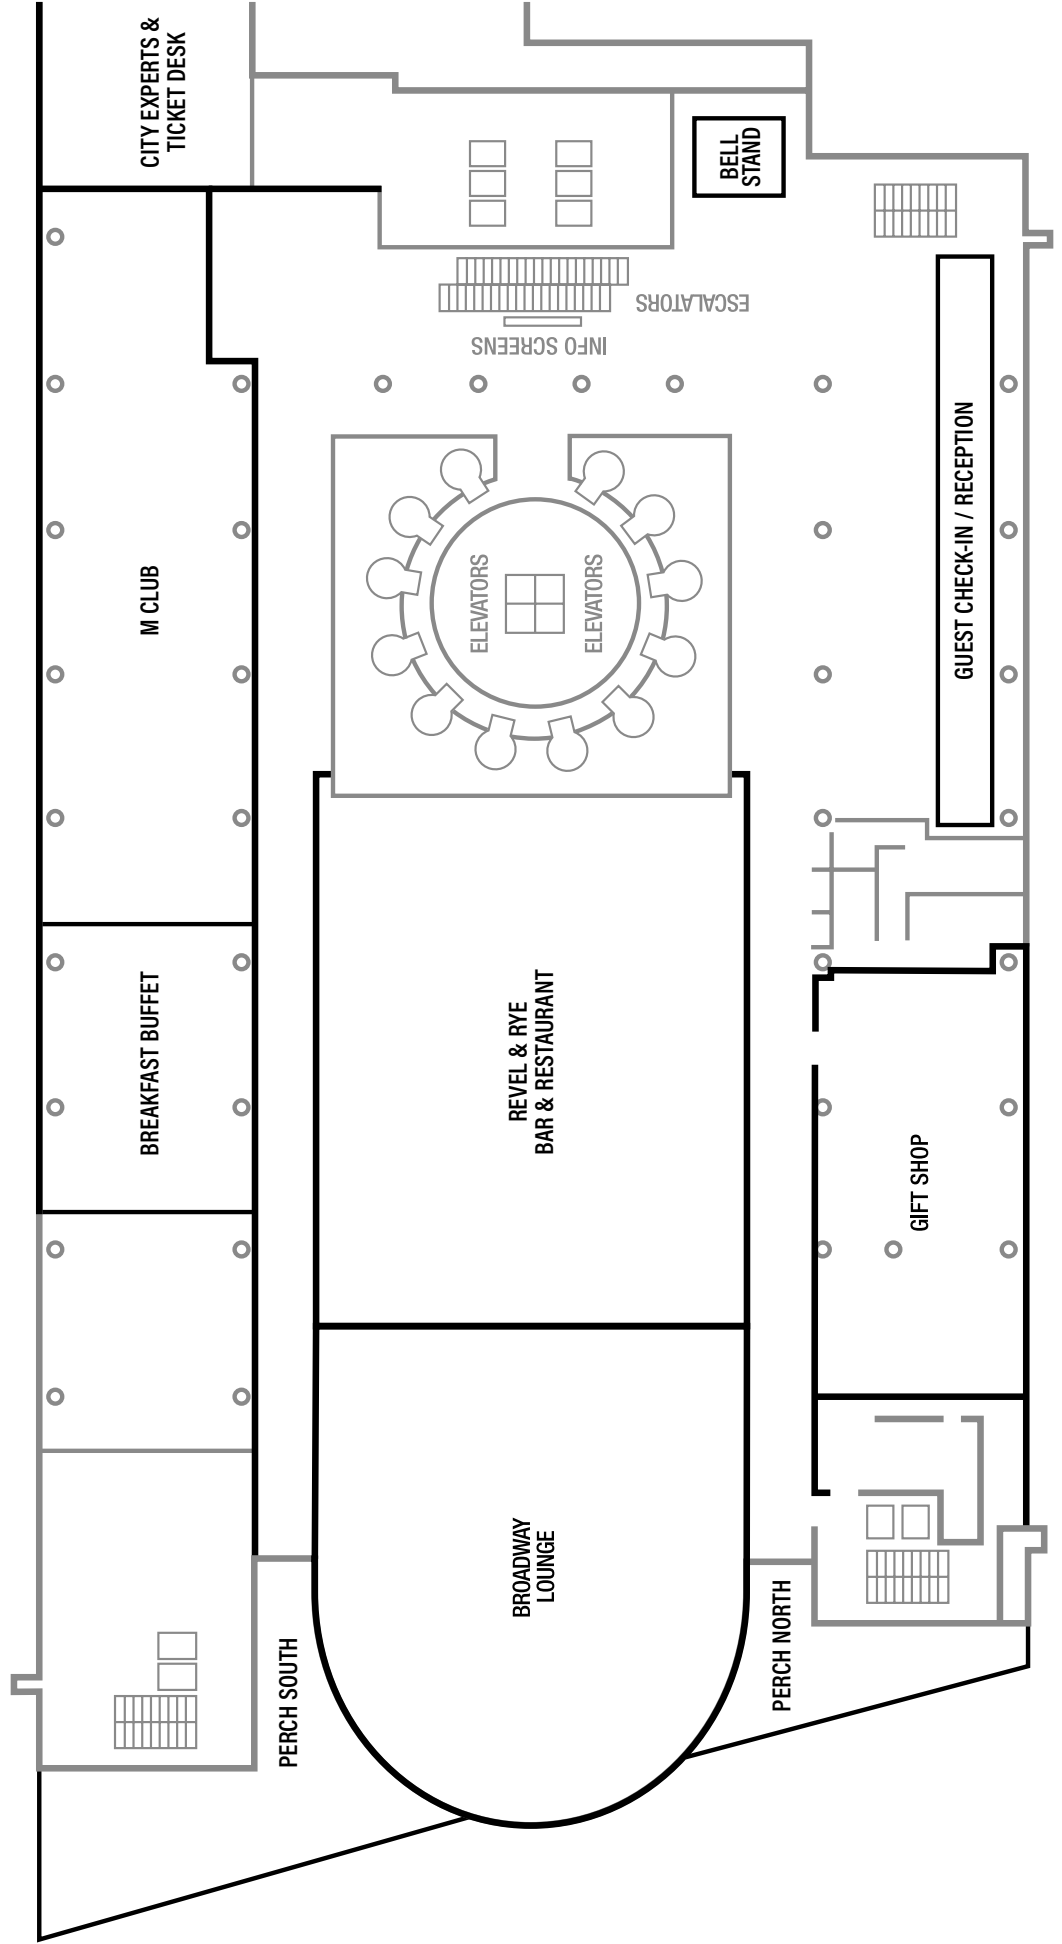 CITY EXPERTS &
TICKET DESK
BELL
STAND
ESCALATORS
INFO SCREENS
M CLUB
ELEVATORS
ELEVATORS
GUEST CHECK-IN / RECEPTION
BREAKFAST BUFFET
REVEL & RYE
BAR & RESTAURANT
GIFT SHOP
BROADWAY
LOUNGE
PERCH SOUTH
PERCH NORTH